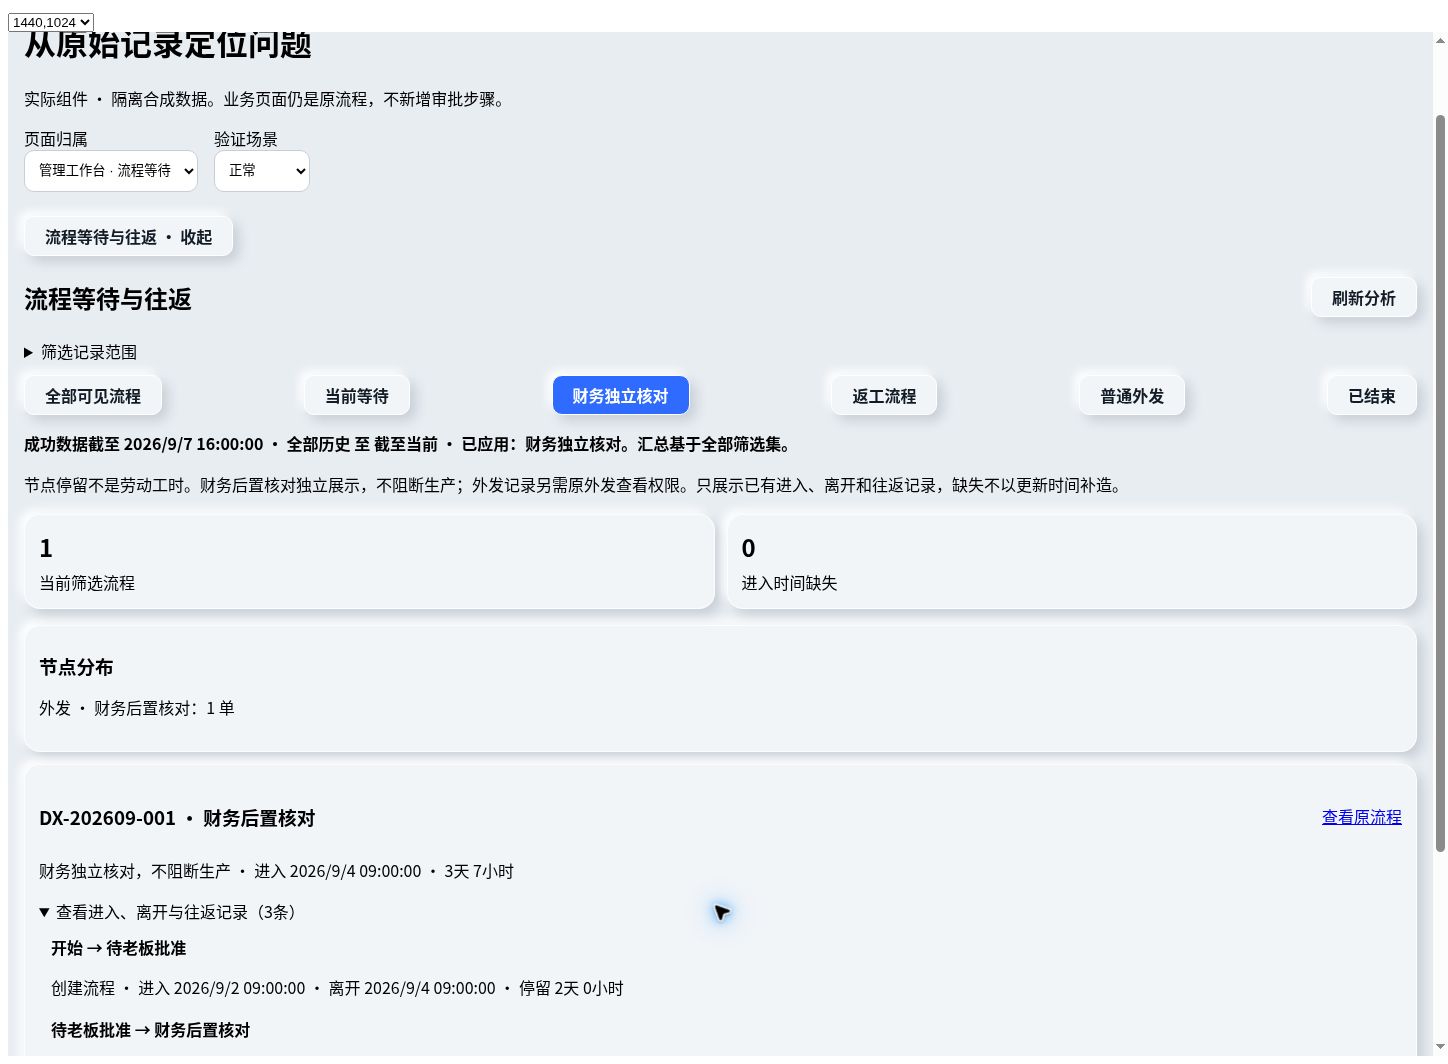 1440,1024
从原始记录定位问题
实际组件 · 隔离合成数据。业务页面仍是原流程，不新增审批步骤。
页面归属 验证场景
管理工作台 · 流程等待 正常
流程等待与往返 · 收起
流程等待与往返 刷新分析
筛选记录范围
全部可见流程 当前等待 财务独立核对 返工流程 普通外发 已结束
成功数据截至 2026/9/7 16:00:00 · 全部历史 至 截至当前 · 已应用：财务独立核对。汇总基于全部筛选集。
节点停留不是劳动工时。财务后置核对独立展示，不阻断生产；外发记录另需原外发查看权限。只展示已有进入、离开和往返记录，缺失不以更新时间补造。
1 0
当前筛选流程 进入时间缺失
节点分布
外发 · 财务后置核对：1 单
DX-202609-001 · 财务后置核对 查看原流程
财务独立核对，不阻断生产 · 进入 2026/9/4 09:00:00 · 3天 7小时
查看进入、离开与往返记录（3条）
开始 → 待老板批准
创建流程 · 进入 2026/9/2 09:00:00 · 离开 2026/9/4 09:00:00 · 停留 2天 0小时
待老板批准 → 财务后置核对